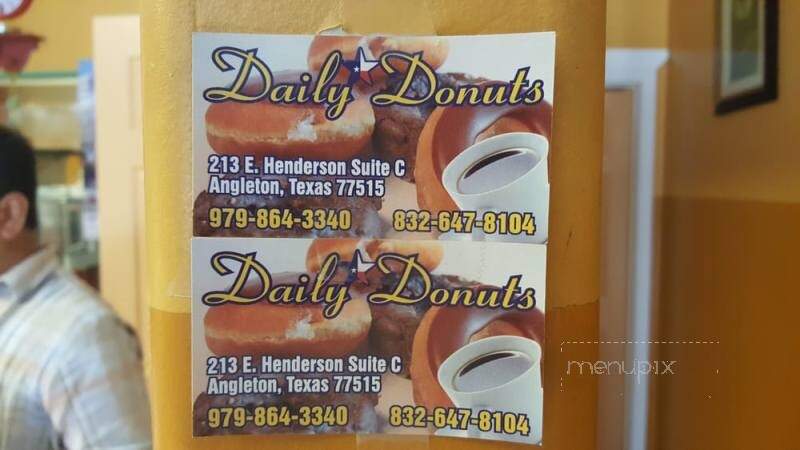 Daily Donuts
213 E. Henderson Suite C
Angleton, Texas 77515
979-864-3340 832-647-8104
Daily Donuts
213 E. Henderson Suite C
Angleton, Texas 77515
979-864-3340 832-647-8104
menupix